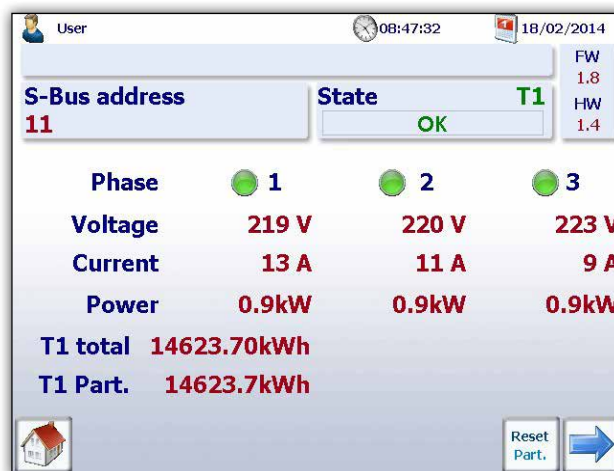 User 08:47:32 18/02/2014
FW
1.8
S-Bus address State T1 HW
11 OK 1.4
Phase 1 2 3
Voltage 219 V 220 V 223 V
Current 13 A 11 A 9 A
Power 0.9kW 0.9kW 0.9kW
T1 total 14623.70kWh
T1 Part. 14623.7kWh
Reset
Part.